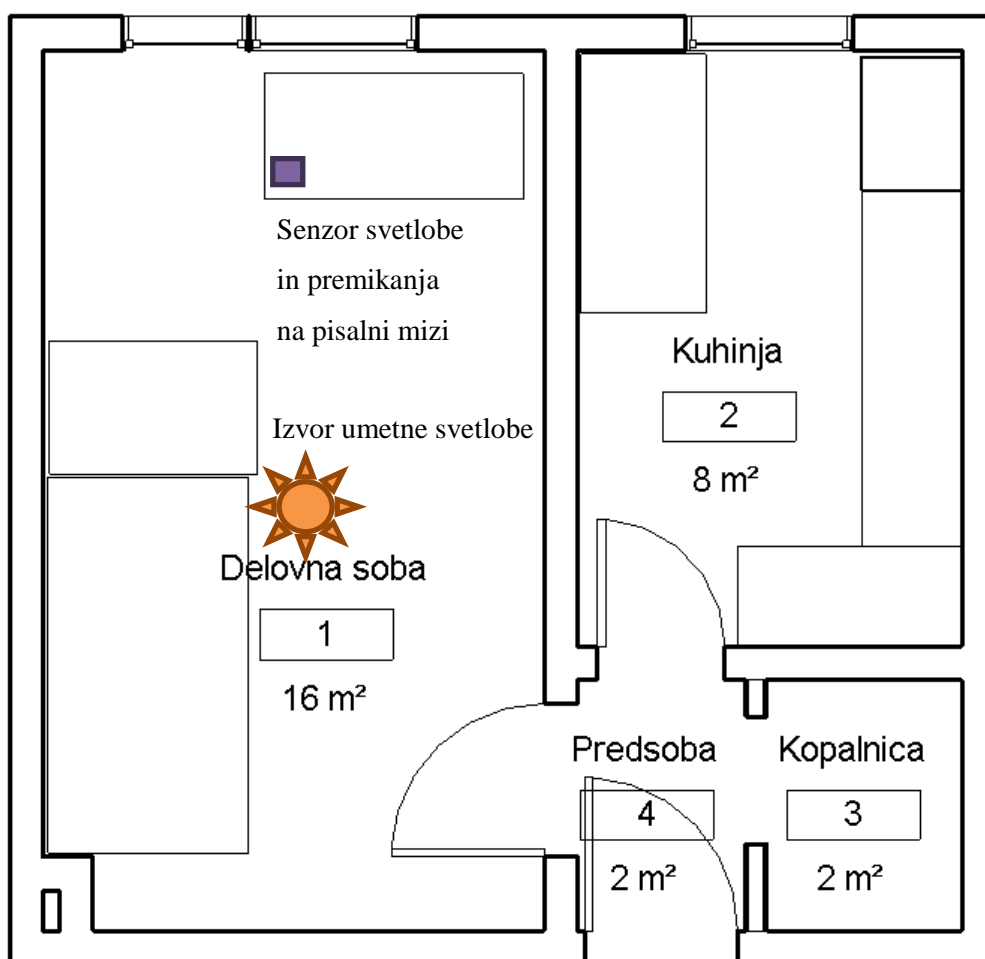 Senzor svetlobe
in premikanja
na pisalni mizi
Izvor umetne svetlobe
Delovna soba
1
16 m²
Kuhinja
2
8 m²
Predsoba
4
2 m²
Kopalnica
3
2 m²